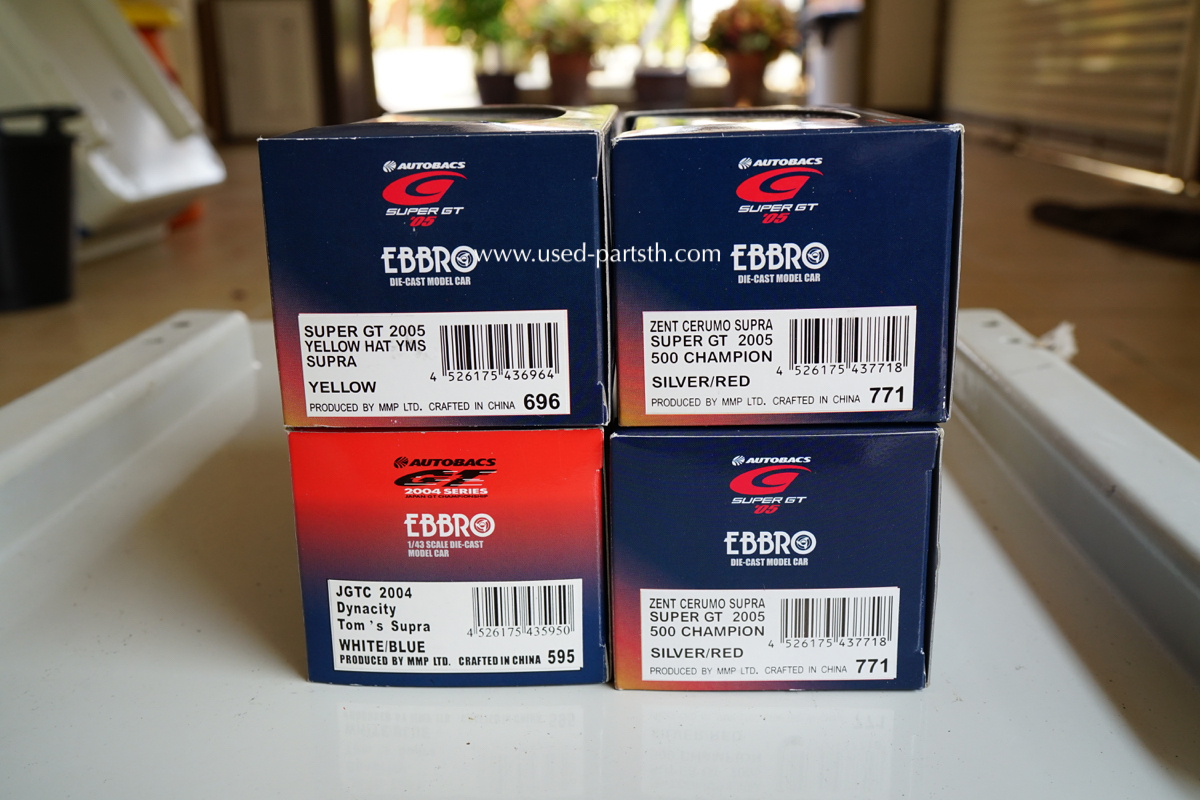 AUTOBACS
SUPER GT
'05
EBBRO
DIE-CAST MODEL CAR
SUPER GT 2005
YELLOW HAT YMS
SUPRA
YELLOW
4 526175 436964
PRODUCED BY MMP LTD. CRAFTED IN CHINA 696
www.used-partsth.com
AUTOBACS
SUPER GT
'05
EBBRO
DIE-CAST MODEL CAR
ZENT CERUMO SUPRA
SUPER GT 2005
500 CHAMPION
SILVER/RED
4 526175 437718
PRODUCED BY MMP LTD. CRAFTED IN CHINA 771
AUTOBACS
GT
2004 SERIES
JAPAN GT CHAMPIONSHIP
EBBRO
1/43 SCALE DIE-CAST
MODEL CAR
JGTC 2004
Dynacity
Tom's Supra
WHITE/BLUE
4 526175 435950
PRODUCED BY MMP LTD. CRAFTED IN CHINA 595
AUTOBACS
SUPER GT
'05
EBBRO
DIE-CAST MODEL CAR
ZENT CERUMO SUPRA
SUPER GT 2005
500 CHAMPION
SILVER/RED
4 526175 437718
PRODUCED BY MMP LTD. CRAFTED IN CHINA 771